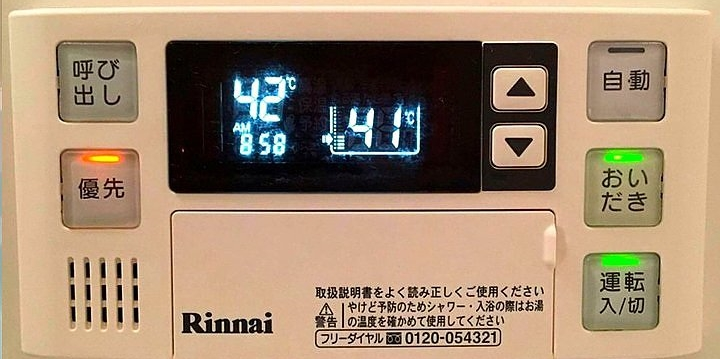 呼び
出し
優先
42℃
AM
8:58
41℃
自動
おい
だき
運転
入/切
Rinnai
取扱説明書をよく読み正しくご使用ください
警告
やけど予防のためシャワー・入浴の際はお湯
の温度を確かめて使用してください
フリーダイヤル 0120-054321